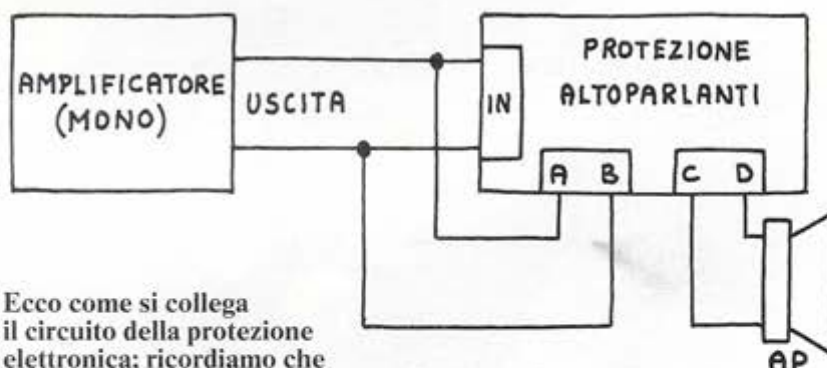 AMPLIFICATORE
(MONO)
USCITA
IN
PROTEZIONE
ALTOPARLANTI
A B C D
AP
Ecco come si collega
il circuito della protezione
elettronica: ricordiamo che